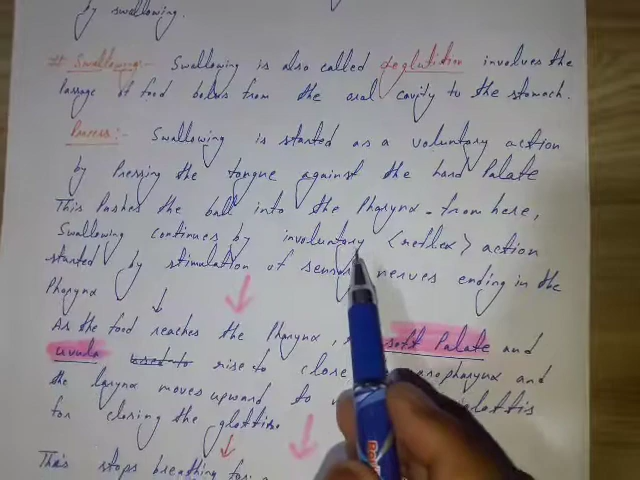 by swallowing.
# Swallowing:- Swallowing is also called deglutition involves the
Passage of food bolus from the oral cavity to the stomach.
Process:- Swallowing is started as a voluntary action
by Pressing the tongue against the hard Palate
This Pushes the ball into the Pharynx. from here,
Swallowing continues by involuntary <reflex> action
started by stimulation of sensory nerves ending in the
Pharynx
As the food reaches the Pharynx, soft Palate and
uvula rise to close nasopharynx and
the larynx moves upward to
for closing the glottis.
This stops breathing for